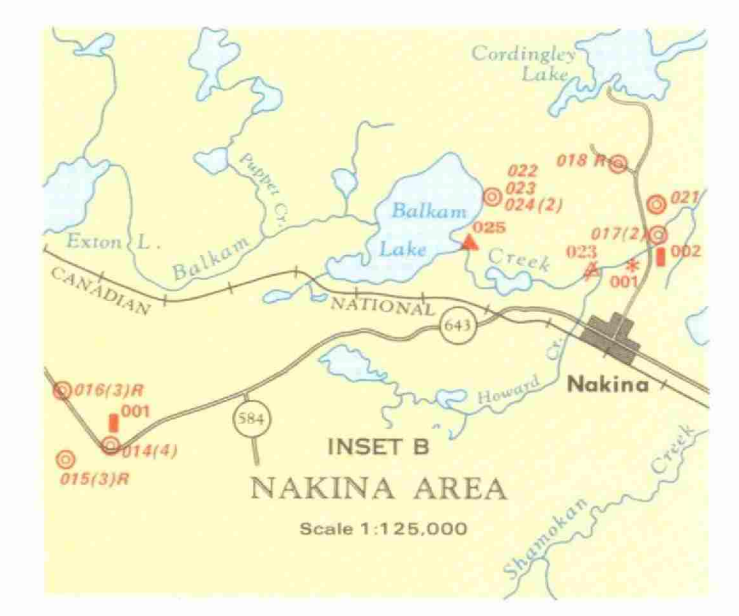 Cordingley
Lake
018 R
022
023
024(2)
021
Pupper Cr.
Balkam
Lake
025
017(2)
Exton L.
Balkam
Creek
023
001
002
CANADIAN
NATIONAL
643
Howard Cr.
Nakina
016(3)R
001
584
014(4)
015(3)R
INSET B
NAKINA AREA
Scale 1:125,000
Shamokan
Creek